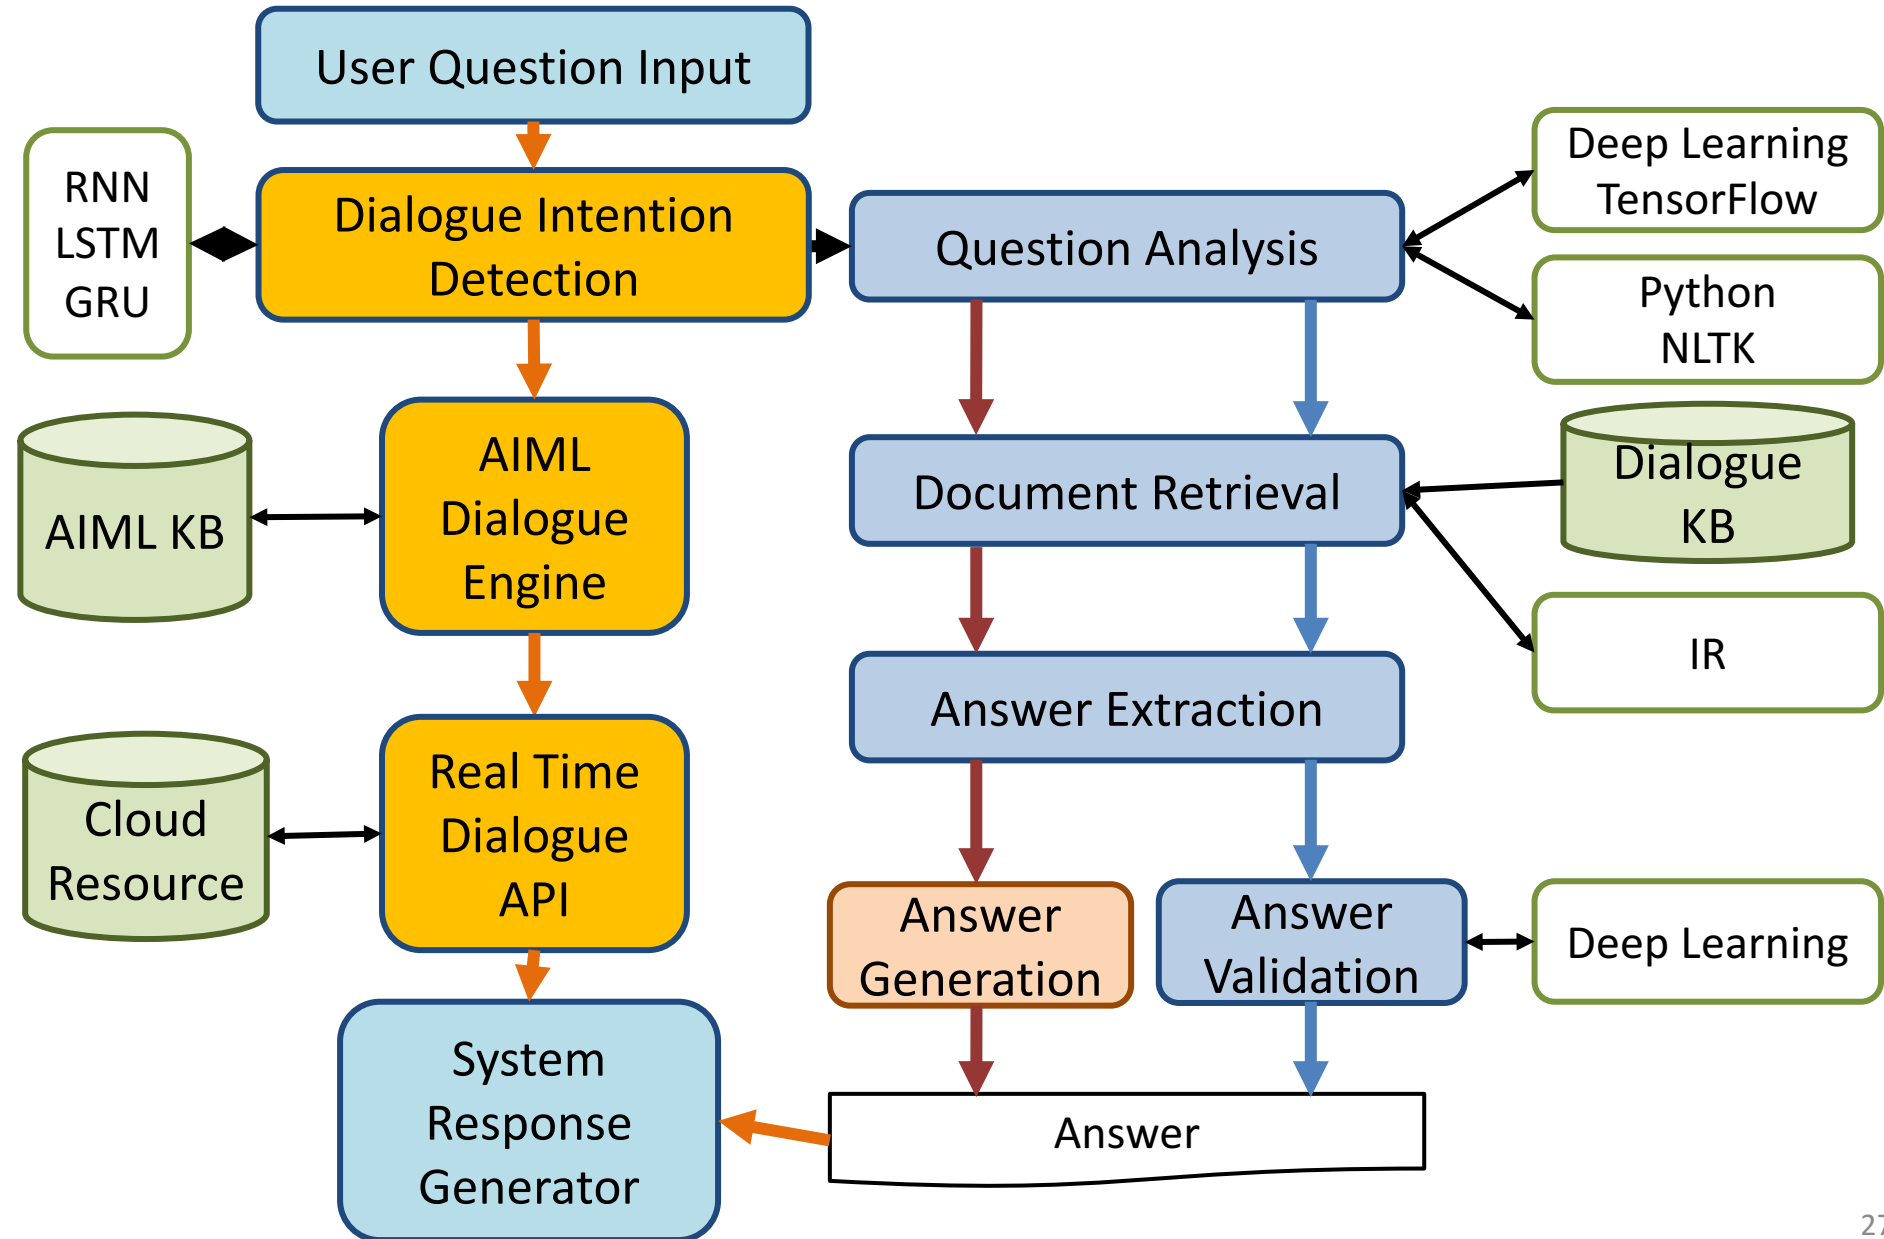 User Question Input
RNN
LSTM
GRU
Dialogue Intention
Detection
Question Analysis
Deep Learning
TensorFlow
Python
NLTK
AIML KB
AIML
Dialogue
Engine
Document Retrieval
Dialogue
KB
IR
Answer Extraction
Cloud
Resource
Real Time
Dialogue
API
Answer
Generation
Answer
Validation
Deep Learning
System
Response
Generator
Answer
27